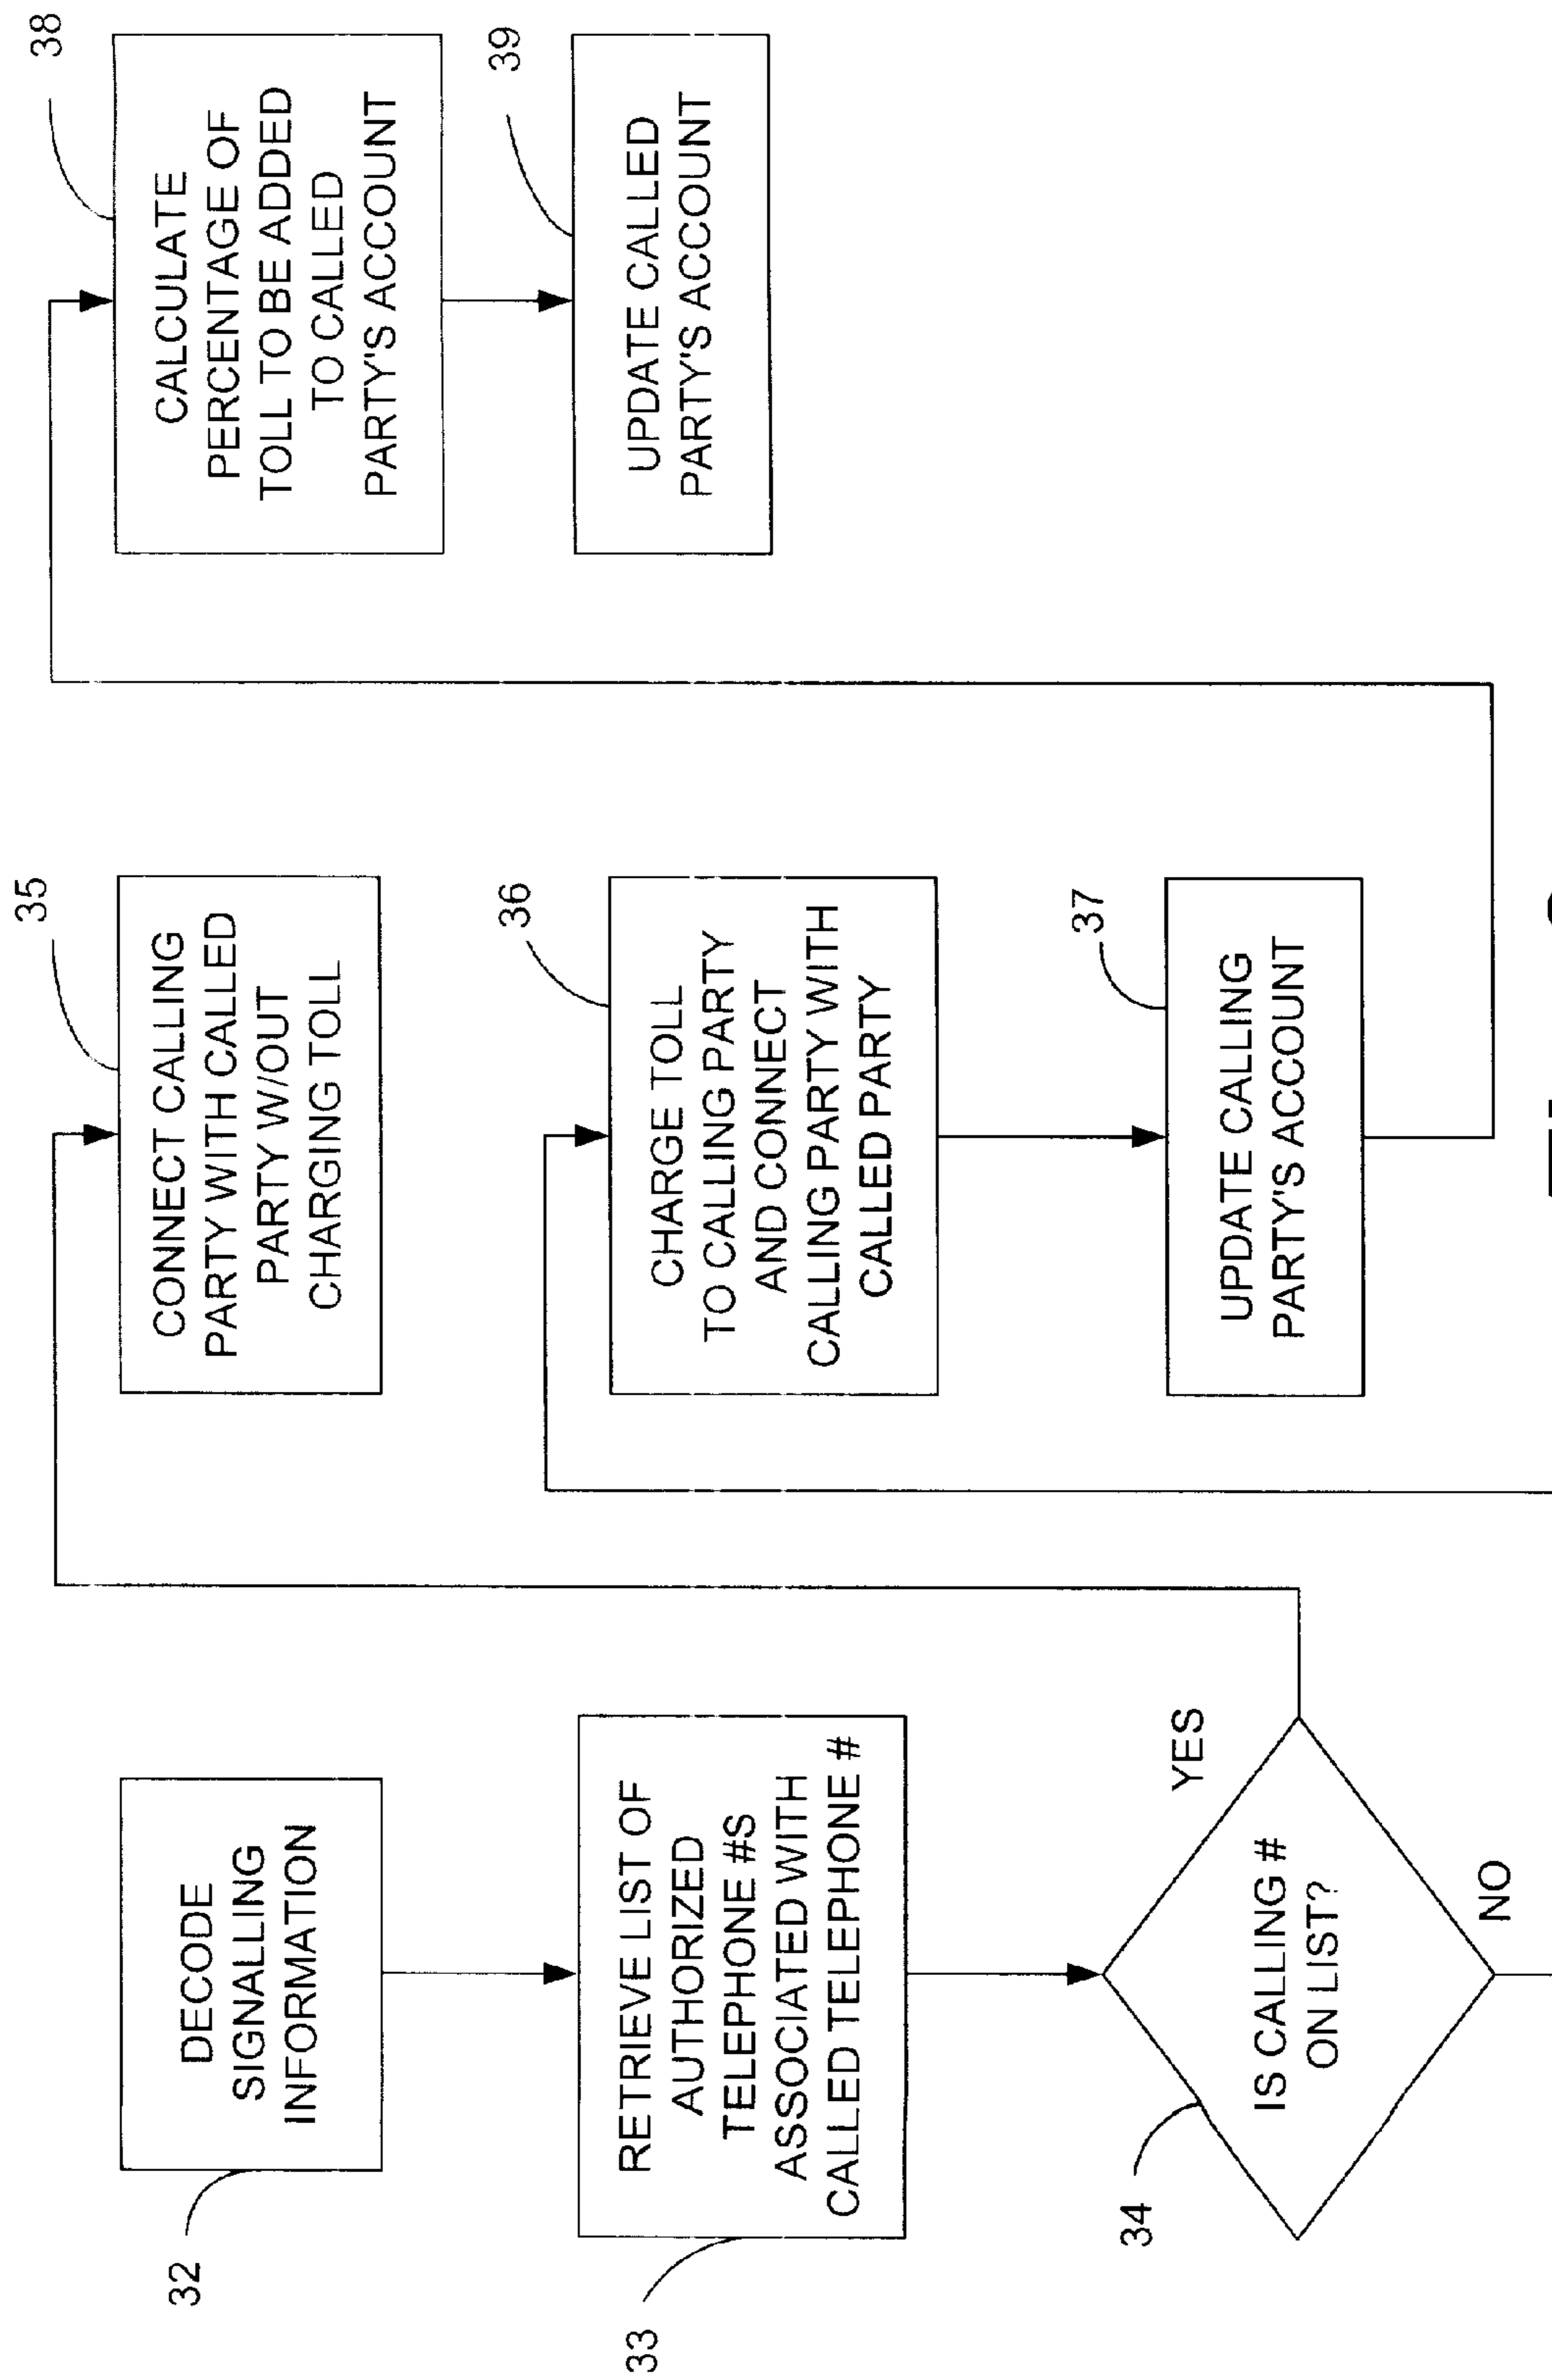 32
DECODE
SIGNALLING
INFORMATION
33
RETRIEVE LIST OF
AUTHORIZED
TELEPHONE #S
ASSOCIATED WITH
CALLED TELEPHONE #
34
IS CALLING #
ON LIST?
YES
NO
35
CONNECT CALLING
PARTY WITH CALLED
PARTY W/OUT
CHARGING TOLL
36
CHARGE TOLL
TO CALLING PARTY
AND CONNECT
CALLING PARTY WITH
CALLED PARTY
37
UPDATE CALLING
PARTY'S ACCOUNT
38
CALCULATE
PERCENTAGE OF
TOLL TO BE ADDED
TO CALLED
PARTY'S ACCOUNT
39
UPDATE CALLED
PARTY'S ACCOUNT